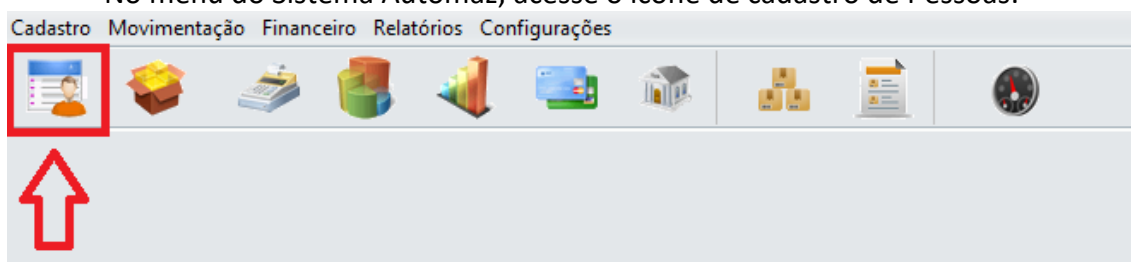 No menu do Sistema Automaz, acesse o ícone de cadastro de Pessoas:
Cadastro Movimentação Financeiro Relatórios Configurações